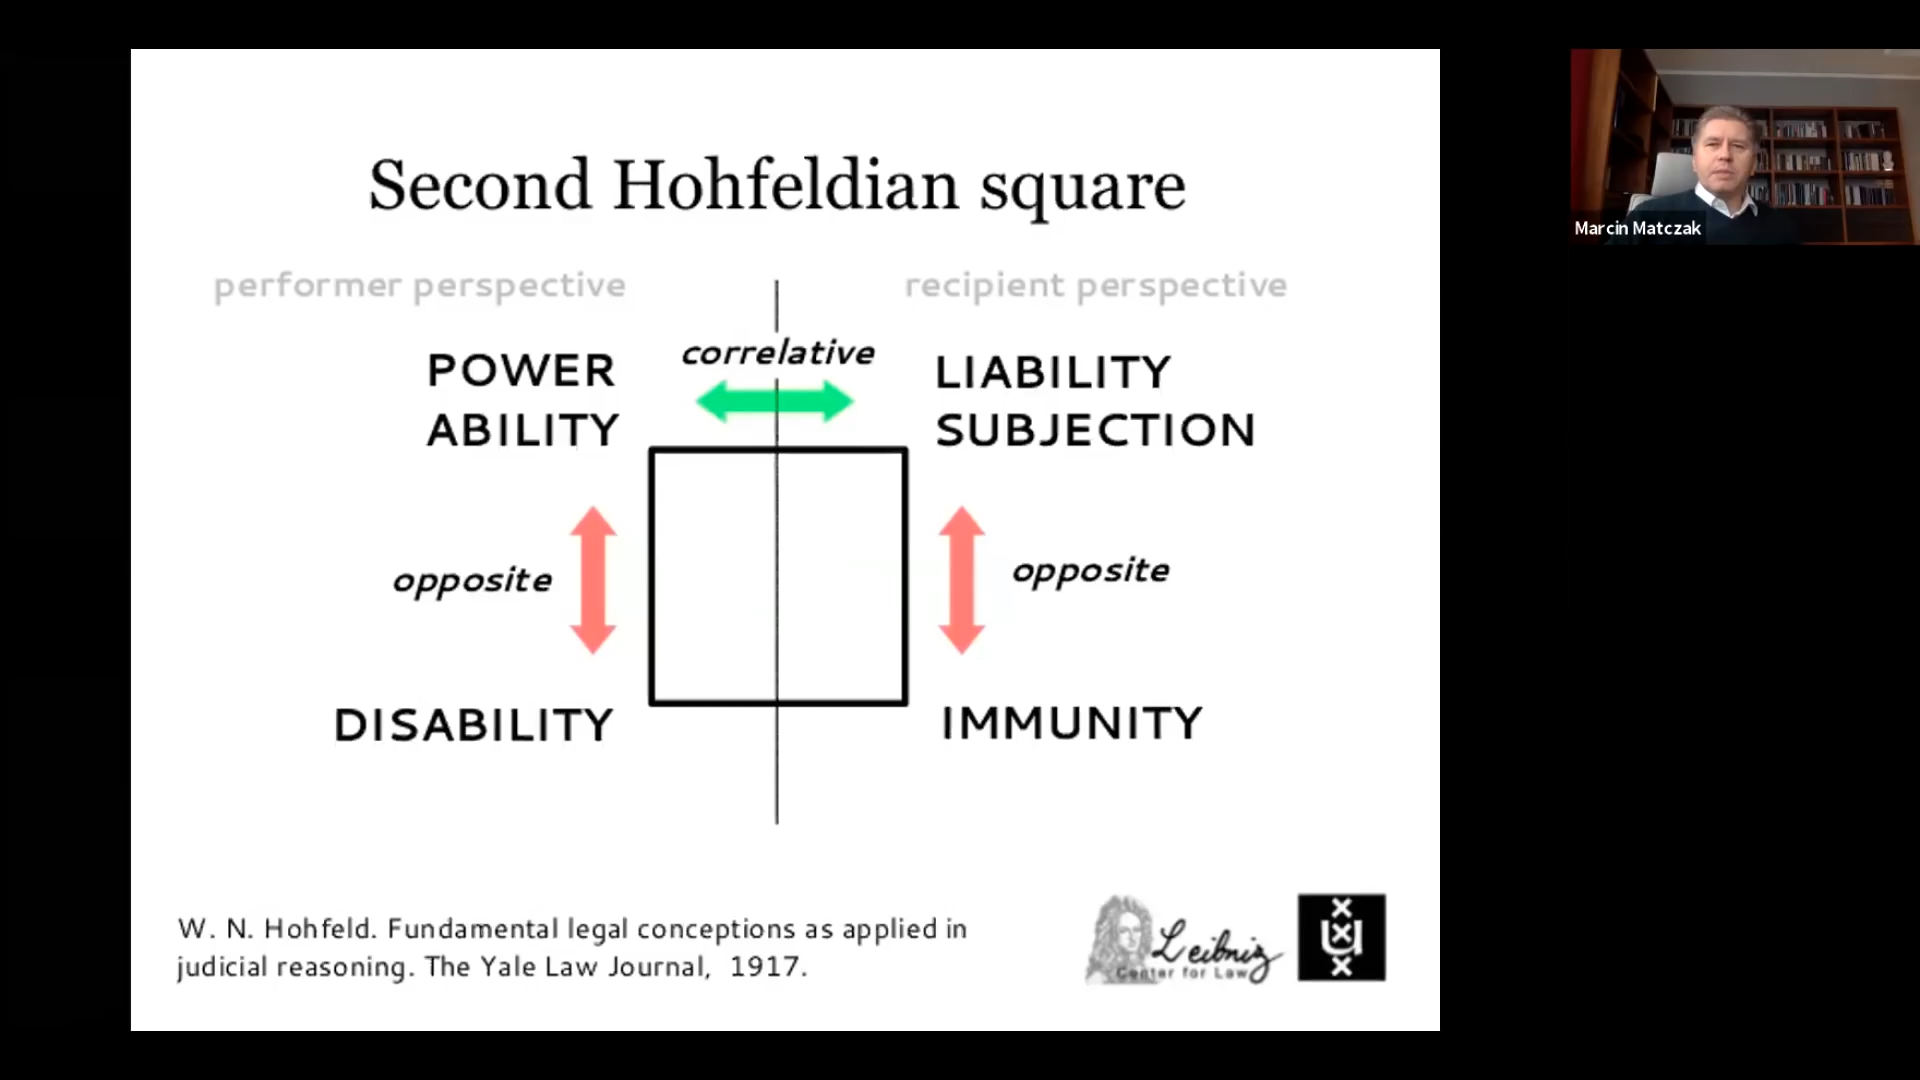 Second Hohfeldian square
performer perspective
recipient perspective
correlative
POWER
ABILITY
LIABILITY
SUBJECTION
opposite
opposite
DISABILITY
IMMUNITY
W. N. Hohfeld. Fundamental legal conceptions as applied in
judicial reasoning. The Yale Law Journal, 1917.
Leibniz
Center for Law
Marcin Matczak